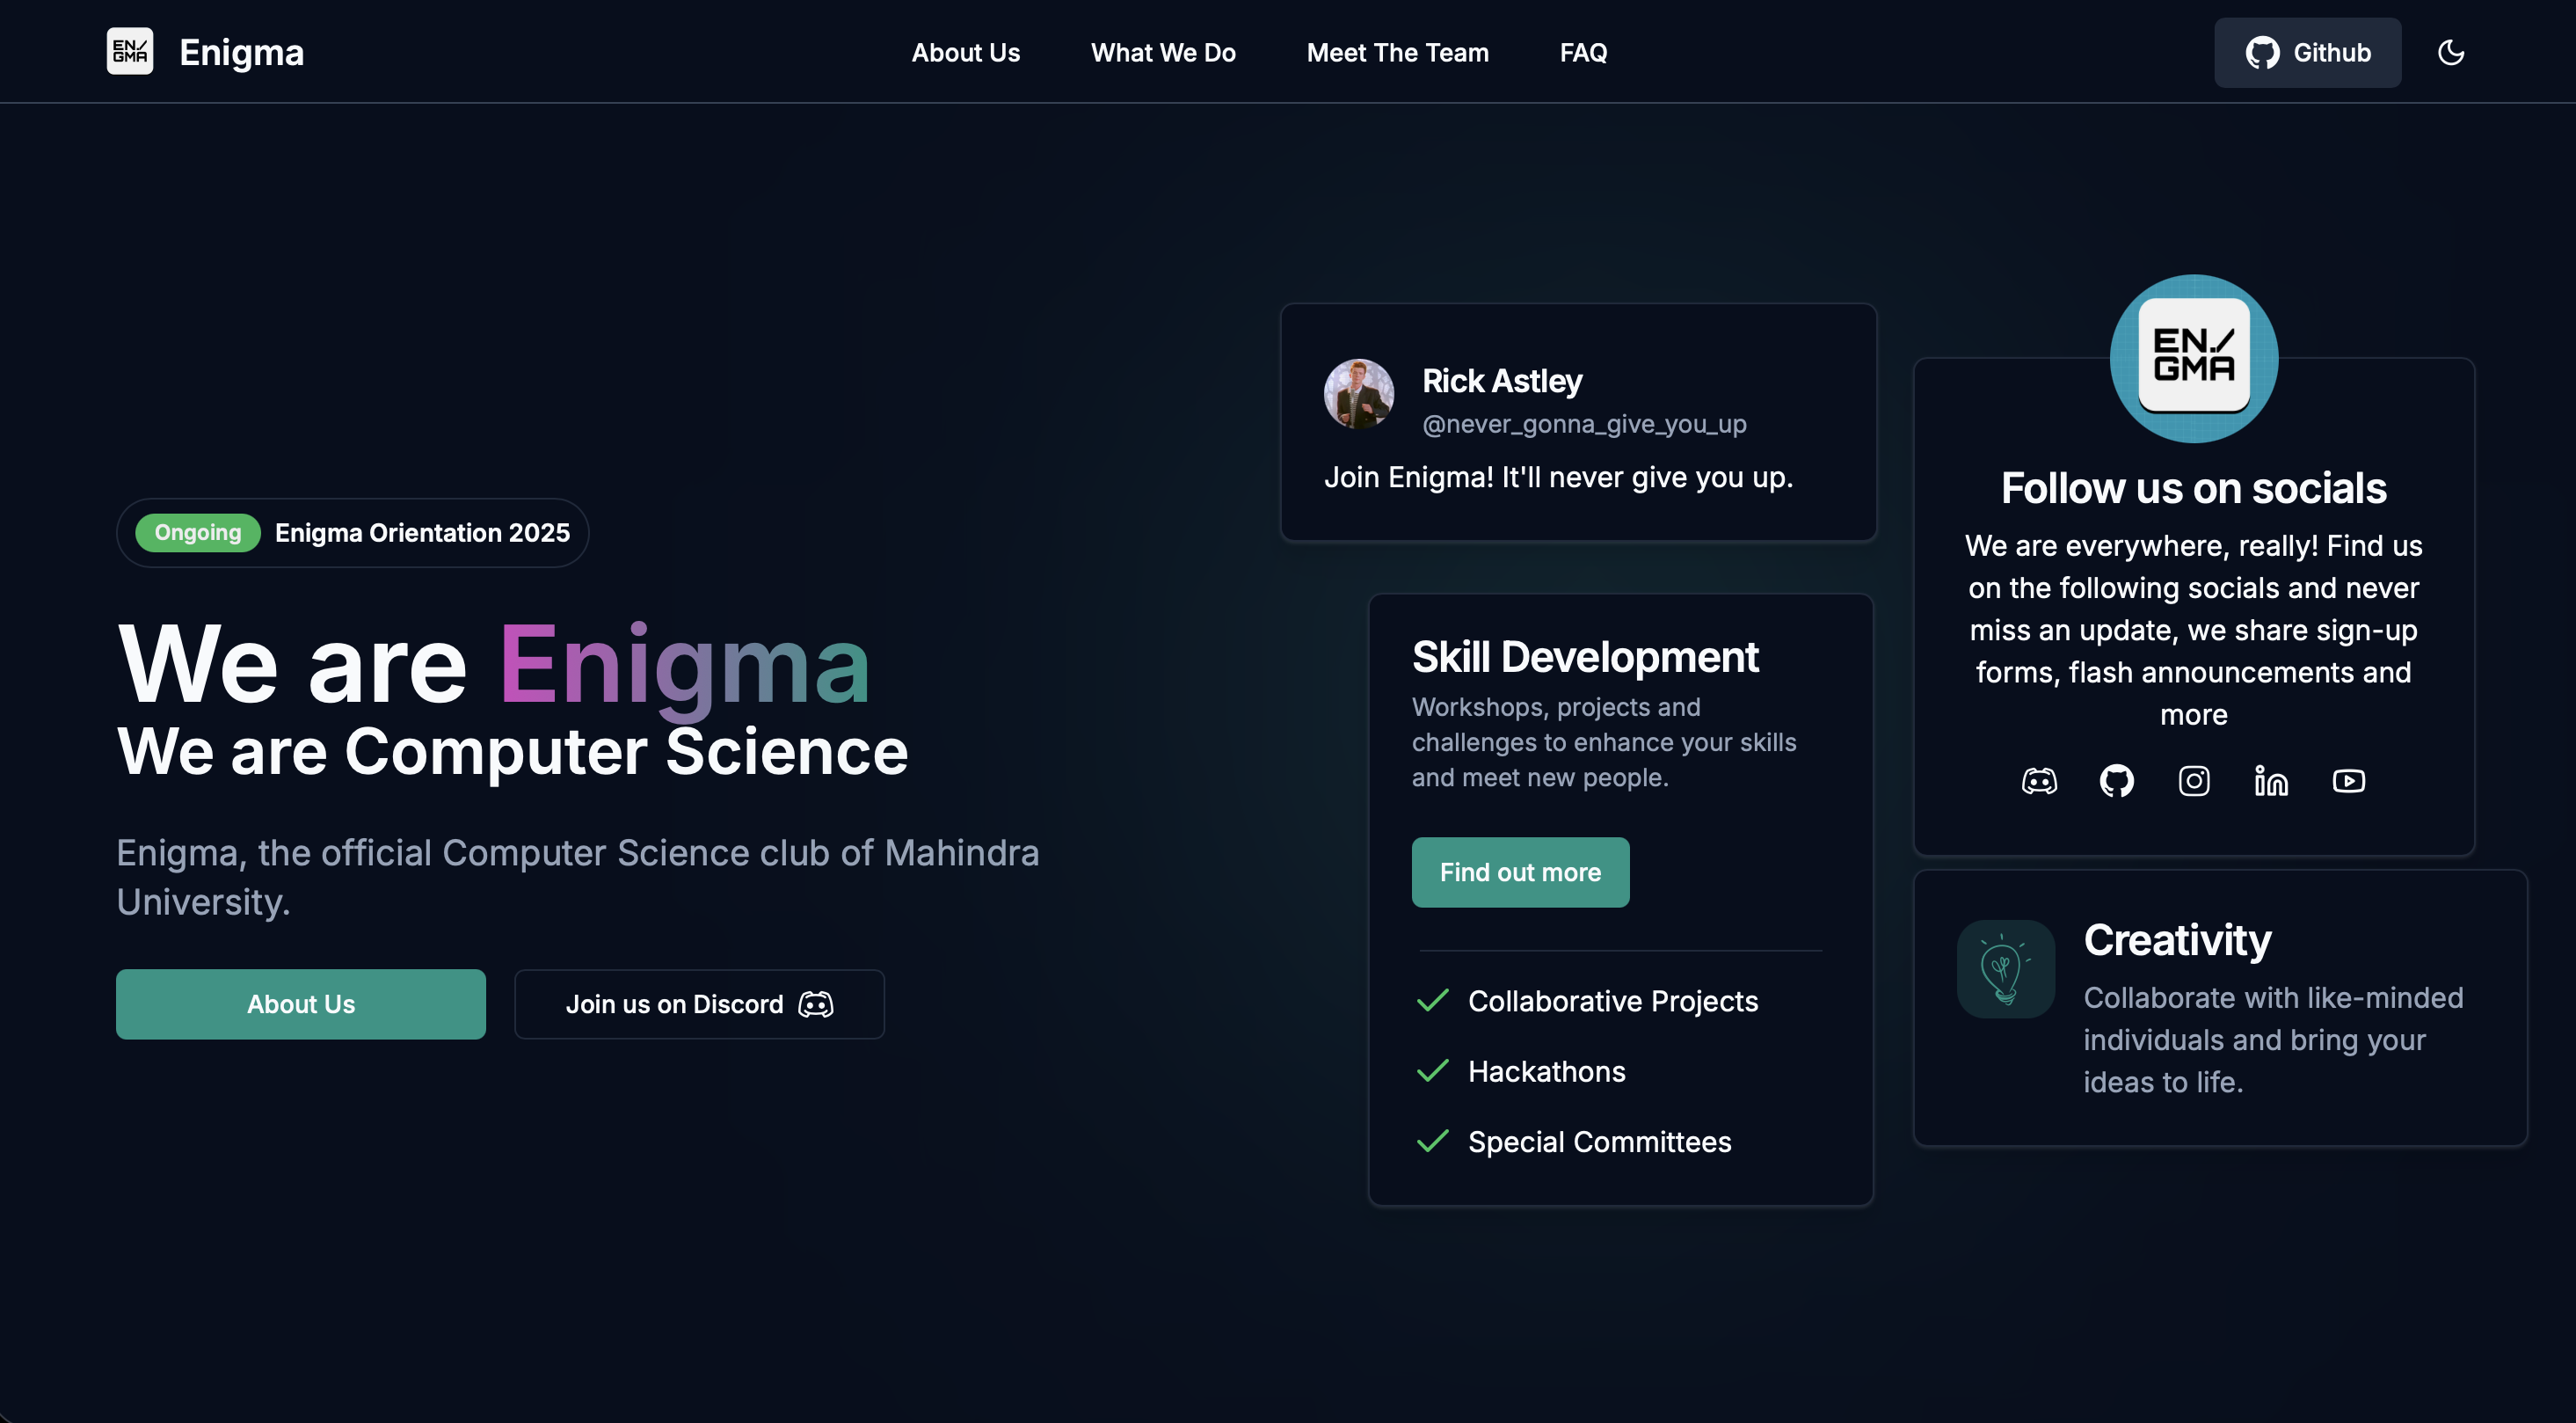 EN./
GMA
Enigma
About Us
What We Do
Meet The Team
FAQ
Github
Ongoing
Enigma Orientation 2025
We are Enigma
We are Computer Science
Enigma, the official Computer Science club of Mahindra
University.
About Us
Join us on Discord
Rick Astley
@never_gonna_give_you_up
Join Enigma! It'll never give you up.
Skill Development
Workshops, projects and
challenges to enhance your skills
and meet new people.
Find out more
Collaborative Projects
Hackathons
Special Committees
EN./
GMA
Follow us on socials
We are everywhere, really! Find us
on the following socials and never
miss an update, we share sign-up
forms, flash announcements and
more
in
Creativity
Collaborate with like-minded
individuals and bring your
ideas to life.